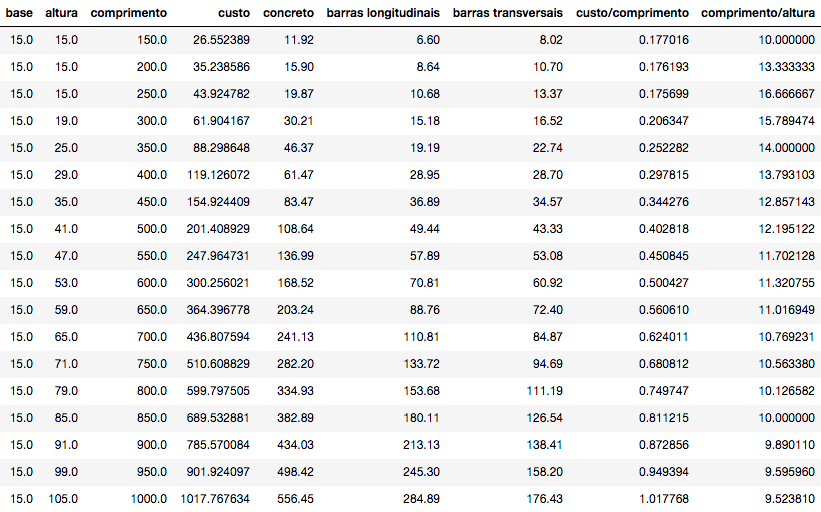 base altura comprimento custo concreto barras longitudinais barras transversais custo/comprimento comprimento/altura
15.0 15.0 150.0 26.552389 11.92 6.60 8.02 0.177016 10.000000
15.0 15.0 200.0 35.238586 15.90 8.64 10.70 0.176193 13.333333
15.0 15.0 250.0 43.924782 19.87 10.68 13.37 0.175699 16.666667
15.0 19.0 300.0 61.904167 30.21 15.18 16.52 0.206347 15.789474
15.0 25.0 350.0 88.298648 46.37 19.19 22.74 0.252282 14.000000
15.0 29.0 400.0 119.126072 61.47 28.95 28.70 0.297815 13.793103
15.0 35.0 450.0 154.924409 83.47 36.89 34.57 0.344276 12.857143
15.0 41.0 500.0 201.408929 108.64 49.44 43.33 0.402818 12.195122
15.0 47.0 550.0 247.964731 136.99 57.89 53.08 0.450845 11.702128
15.0 53.0 600.0 300.256021 168.52 70.81 60.92 0.500427 11.320755
15.0 59.0 650.0 364.396778 203.24 88.76 72.40 0.560610 11.016949
15.0 65.0 700.0 436.807594 241.13 110.81 84.87 0.624011 10.769231
15.0 71.0 750.0 510.608829 282.20 133.72 94.69 0.680812 10.563380
15.0 79.0 800.0 599.797505 334.93 153.68 111.19 0.749747 10.126582
15.0 85.0 850.0 689.532881 382.89 180.11 126.54 0.811215 10.000000
15.0 91.0 900.0 785.570084 434.03 213.13 138.41 0.872856 9.890110
15.0 99.0 950.0 901.924097 498.42 245.30 158.20 0.949394 9.595960
15.0 105.0 1000.0 1017.767634 556.45 284.89 176.43 1.017768 9.523810